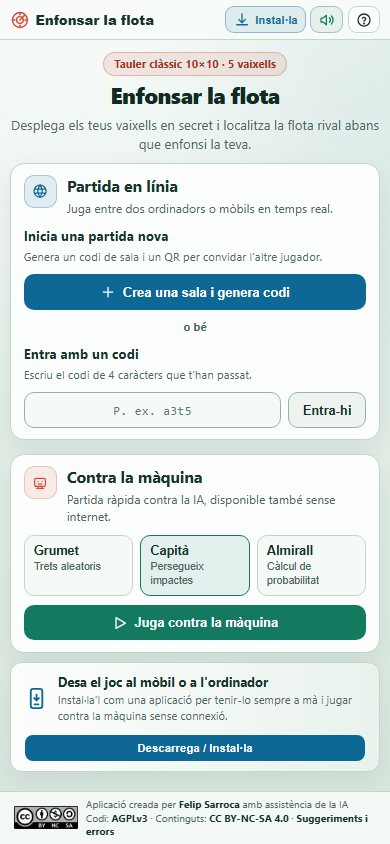 Enfonsar la flota
Instal·la
Tauler clàssic 10×10 · 5 vaixells
Enfonsar la flota
Desplega els teus vaixells en secret i localitza la flota rival abans
que enfonsi la teva.
Partida en línia
Juga entre dos ordinadors o mòbils en temps real.
Inicia una partida nova
Genera un codi de sala i un QR per convidar l'altre jugador.
Crea una sala i genera codi
o bé
Entra amb un codi
Escriu el codi de 4 caràcters que t'han passat.
P. ex. a3t5
Entra-hi
Contra la màquina
Partida ràpida contra la IA, disponible també sense
internet.
Grumet
Trets aleatoris
Capità
Persegueix
impactes
Almirall
Càlcul de
probabilitat
Juga contra la màquina
Desa el joc al mòbil o a l'ordinador
Instal·la'l com una aplicació per tenir-lo sempre a mà i jugar
contra la màquina sense connexió.
Descarrega / Instal·la
Aplicació creada per Felip Sarroca amb assistència de la IA
Codi: AGPLv3 · Continguts: CC BY-NC-SA 4.0 · Suggeriments i
errors
CC BY NC SA